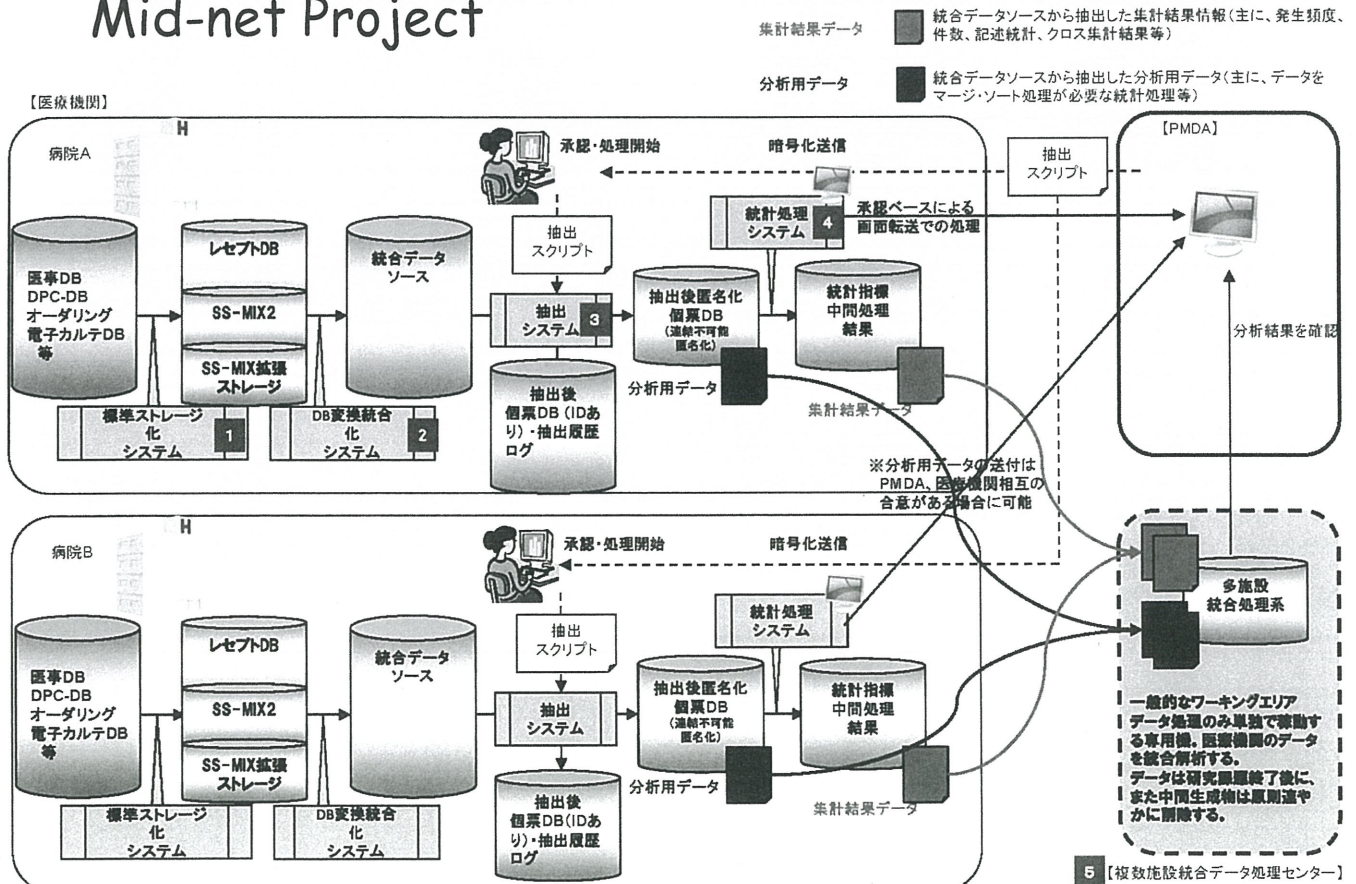 Mid-net Project
集計結果データ
統合データソースから抽出した集計結果情報(主に、発生頻度、
件数、記述統計、クロス集計結果等)
分析用データ
統合データソースから抽出した分析用データ(主に、データを
マージ・ソート処理が必要な統計処理等)
【医療機関】
H
病院A
医事DB
DPC-DB
オーダリング
電子カルテDB
等
レセプトDB
SS-MIX2
SS-MIX拡張
ストレージ
統合データ
ソース
標準ストレージ
化
システム
1
DB変換統合
化
システム
2
承認・処理開始
暗号化送信
抽出
スクリプト
抽出
システム
3
抽出後
個票DB(IDあ
り)・抽出履歴
ログ
抽出後匿名化
個票DB
(連結不可能
匿名化)
分析用データ
統計処理
システム
4
承認ベースによる
画面転送での処理
統計指標
中間処理
結果
集計結果データ
抽出
スクリプト
【PMDA】
分析結果を確認
※分析用データの送付は
PMDA、医療機関相互の
合意がある場合に可能
H
病院B
医事DB
DPC-DB
オーダリング
電子カルテDB
等
レセプトDB
SS-MIX2
SS-MIX拡張
ストレージ
統合データ
ソース
標準ストレージ
化
システム
DB変換統合
化
システム
承認・処理開始
暗号化送信
抽出
スクリプト
抽出
システム
抽出後
個票DB(IDあ
り)・抽出履歴
ログ
抽出後匿名化
個票DB
(連結不可能
匿名化)
分析用データ
統計処理
システム
統計指標
中間処理
結果
集計結果データ
多施設
統合処理系
一般的なワーキングエリア
データ処理のみ単独で稼動す
る専用機。医療機関のデータ
を統合解析する。
データは研究課題終了後に、
また中間生成物は原則速や
かに削除する。
5
【複数施設統合データ処理センター】